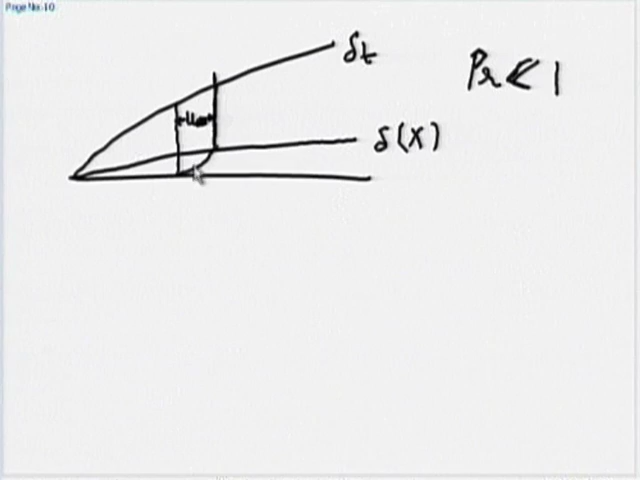 Page No: 10
δt
Pr ≪ 1
U∞
δ(x)